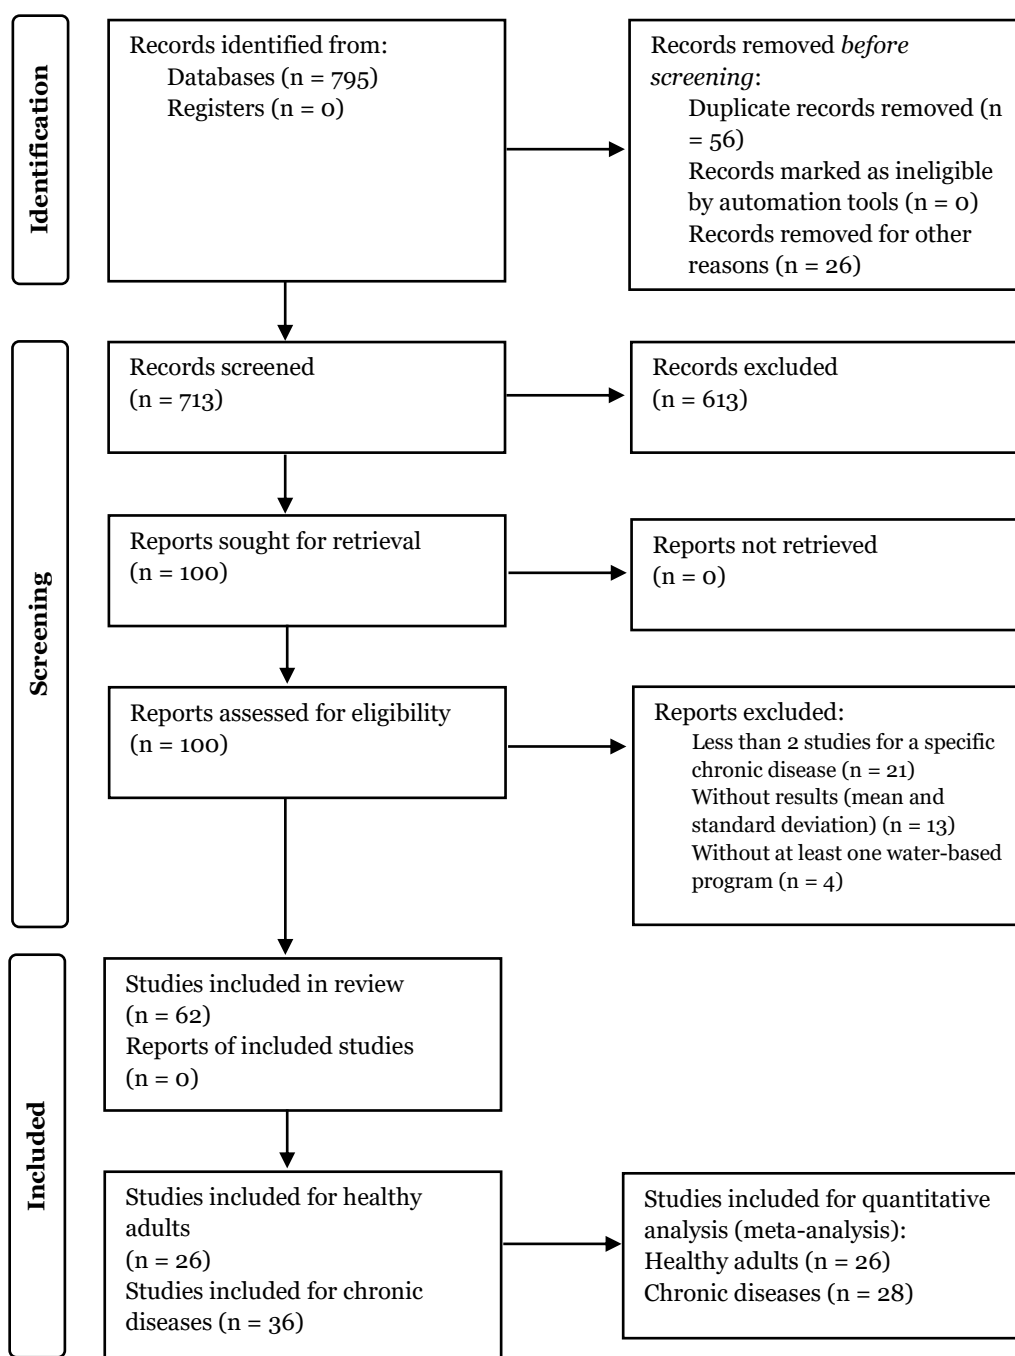 Identification
Records identified from:
Databases (n = 795)
Registers (n = 0)
Records removed before
screening:
Duplicate records removed (n
= 56)
Records marked as ineligible
by automation tools (n = 0)
Records removed for other
reasons (n = 26)
Screening
Records screened
(n = 713)
Records excluded
(n = 613)
Reports sought for retrieval
(n = 100)
Reports not retrieved
(n = 0)
Reports assessed for eligibility
(n = 100)
Reports excluded:
Less than 2 studies for a specific
chronic disease (n = 21)
Without results (mean and
standard deviation) (n = 13)
Without at least one water-based
program (n = 4)
Included
Studies included in review
(n = 62)
Reports of included studies
(n = 0)
Studies included for healthy
adults
(n = 26)
Studies included for chronic
diseases (n = 36)
Studies included for quantitative
analysis (meta-analysis):
Healthy adults (n = 26)
Chronic diseases (n = 28)